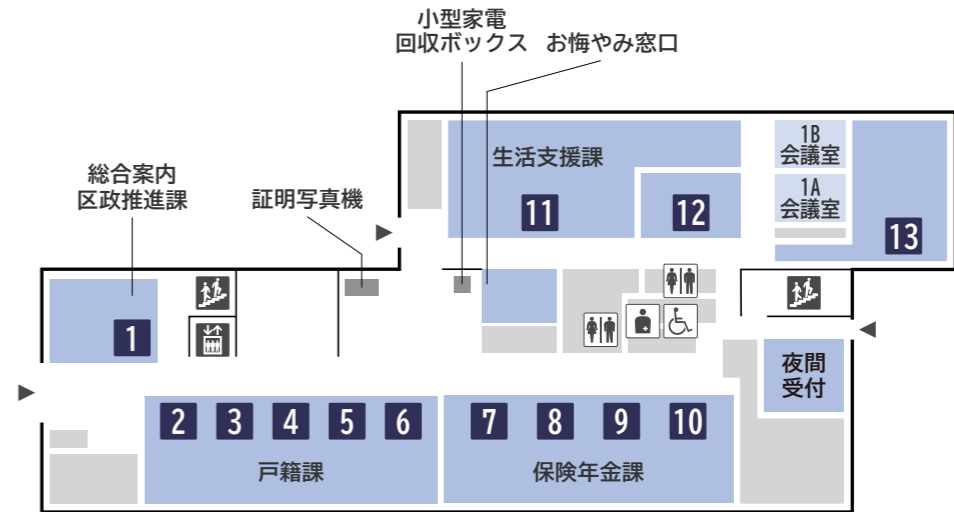 小型家電
回収ボックス
お悔やみ窓口
総合案内
区政推進課
証明写真機
生活支援課
11
12
1B
会議室
1A
会議室
13
1
夜間
受付
2 3 4 5 6
戸籍課
7 8 9 10
保険年金課